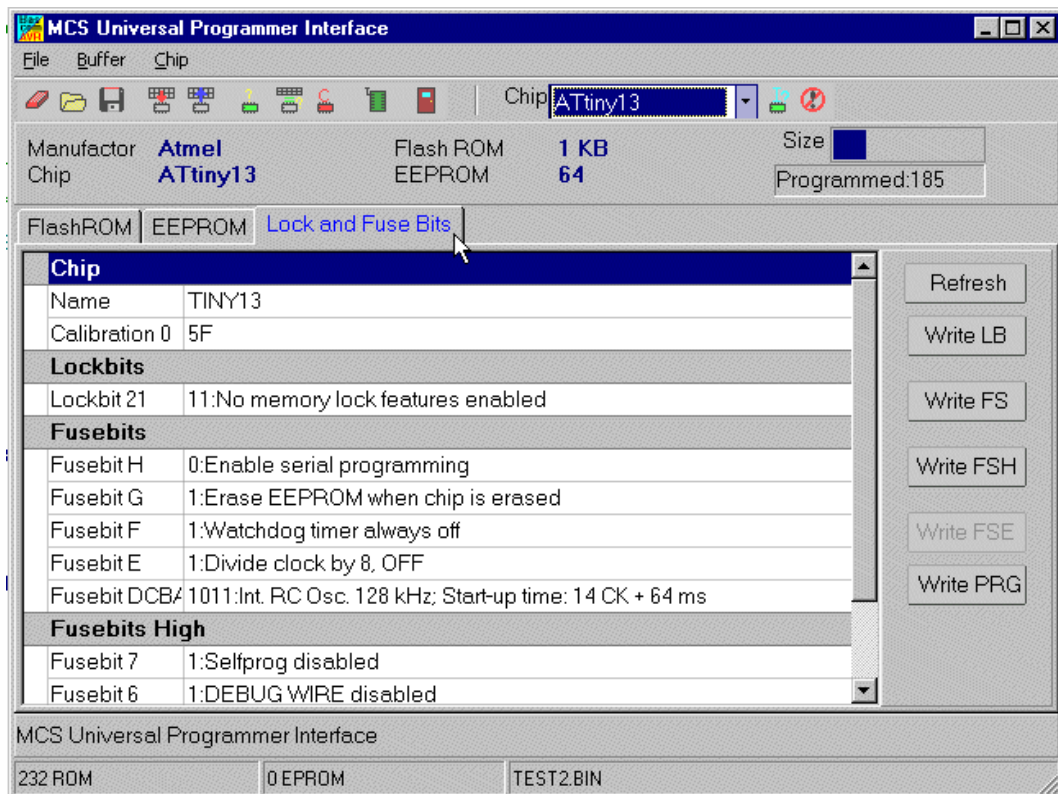 MCS Universal Programmer Interface
File Buffer Chip
Chip ATtiny13
Manufactor Atmel Flash ROM 1 KB Size
Chip ATtiny13 EEPROM 64 Programmed:185
FlashROM EEPROM Lock and Fuse Bits
Chip
Name TINY13
Calibration 0 5F
Lockbits
Lockbit 21 11:No memory lock features enabled
Fusebits
Fusebit H 0:Enable serial programming
Fusebit G 1:Erase EEPROM when chip is erased
Fusebit F 1:Watchdog timer always off
Fusebit E 1:Divide clock by 8, OFF
Fusebit DCBA 1011:Int. RC Osc. 128 kHz; Start-up time: 14 CK + 64 ms
Fusebits High
Fusebit 7 1:Selfprog disabled
Fusebit 6 1:DEBUG WIRE disabled
Refresh
Write LB
Write FS
Write FSH
Write FSE
Write PRG
MCS Universal Programmer Interface
232 ROM 0 EPROM TEST2.BIN